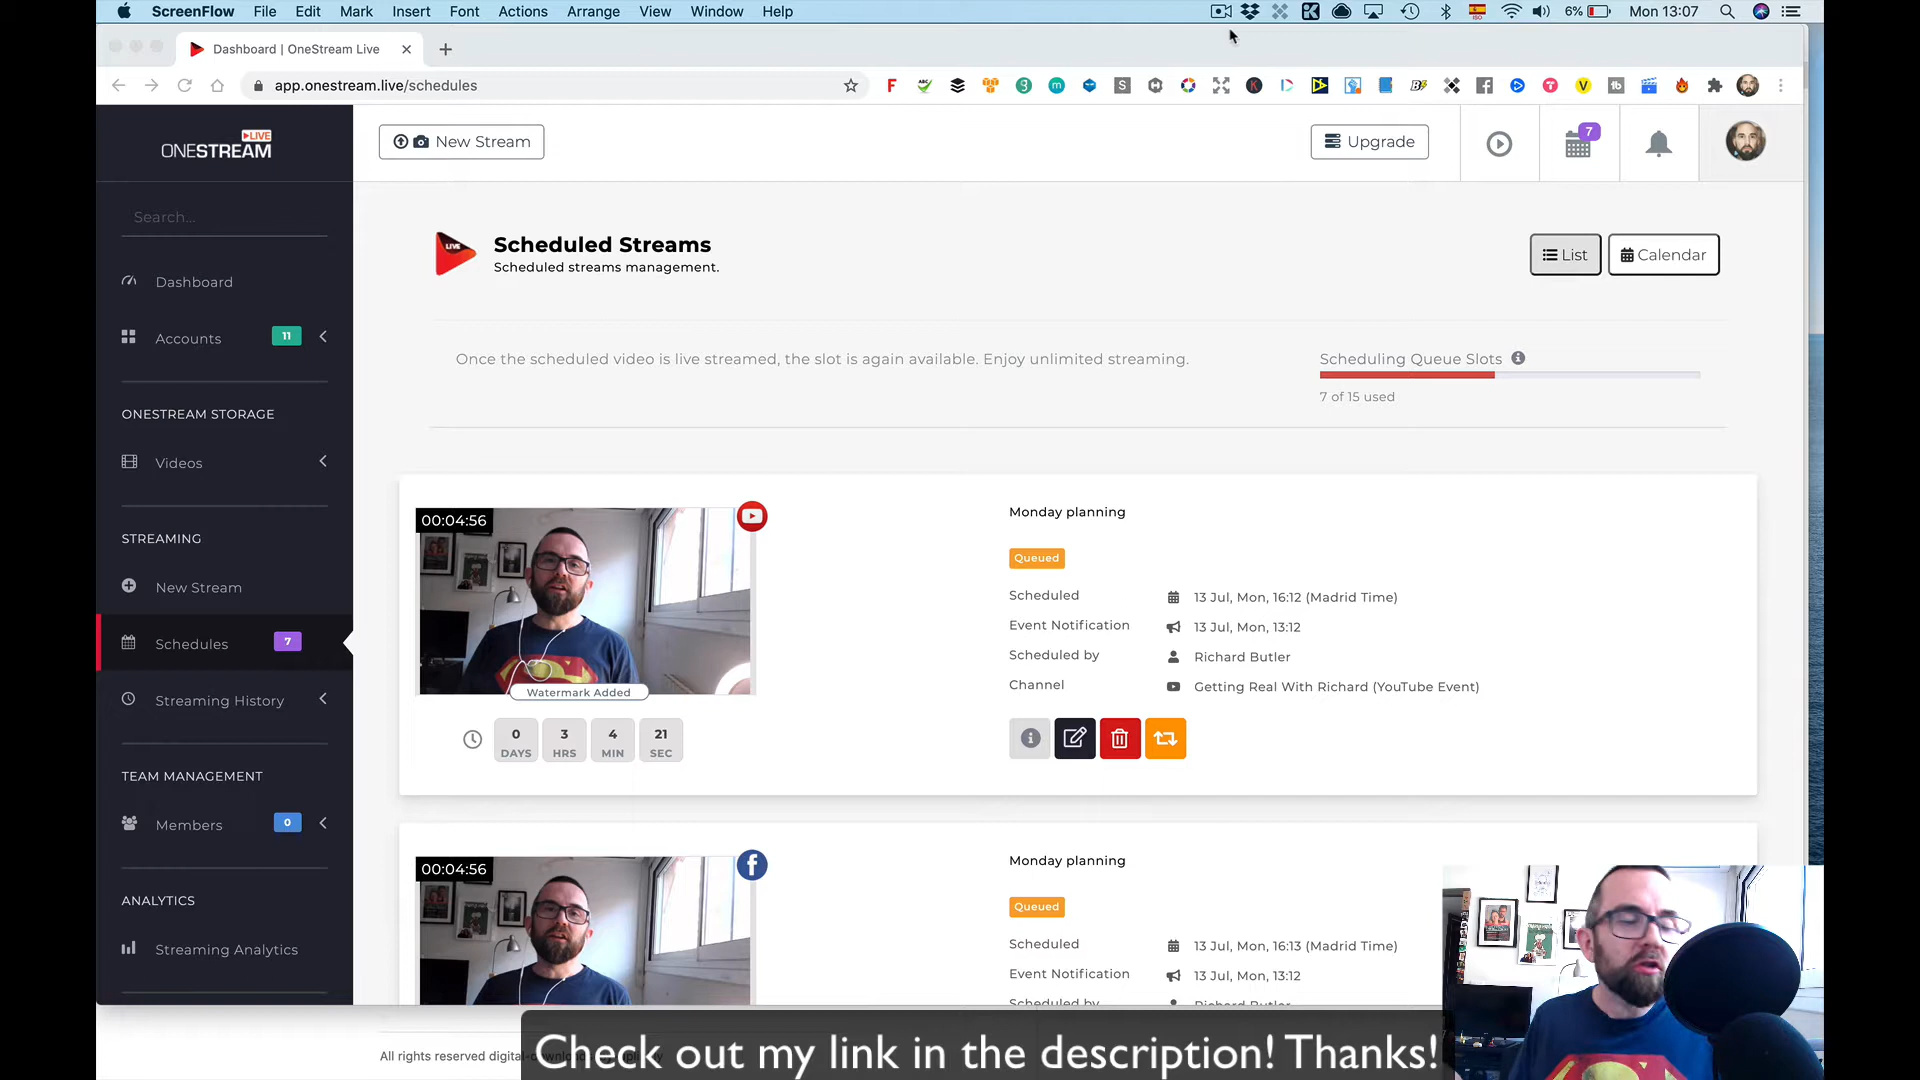 ScreenFlow File Edit Mark Insert Font Actions Arrange View Window Help
6% Mon 13:07
Dashboard | OneStream Live
app.onestream.live/schedules
LIVE
ONESTREAM
New Stream
Upgrade
7
Search...
Dashboard
Accounts 11
ONESTREAM STORAGE
Videos
STREAMING
New Stream
Schedules 7
Streaming History
TEAM MANAGEMENT
Members 0
ANALYTICS
Streaming Analytics
LIVE
Scheduled Streams
Scheduled streams management.
List
Calendar
Once the scheduled video is live streamed, the slot is again available. Enjoy unlimited streaming.
Scheduling Queue Slots
7 of 15 used
00:04:56
Watermark Added
0 DAYS 3 HRS 4 MIN 21 SEC
Monday planning
Queued
Scheduled 13 Jul, Mon, 16:12 (Madrid Time)
Event Notification 13 Jul, Mon, 13:12
Scheduled by Richard Butler
Channel Getting Real With Richard (YouTube Event)
00:04:56
Monday planning
Queued
Scheduled 13 Jul, Mon, 16:13 (Madrid Time)
Event Notification 13 Jul, Mon, 13:12
Scheduled by Richard Butler
All rights reserved
Check out my link in the description! Thanks!